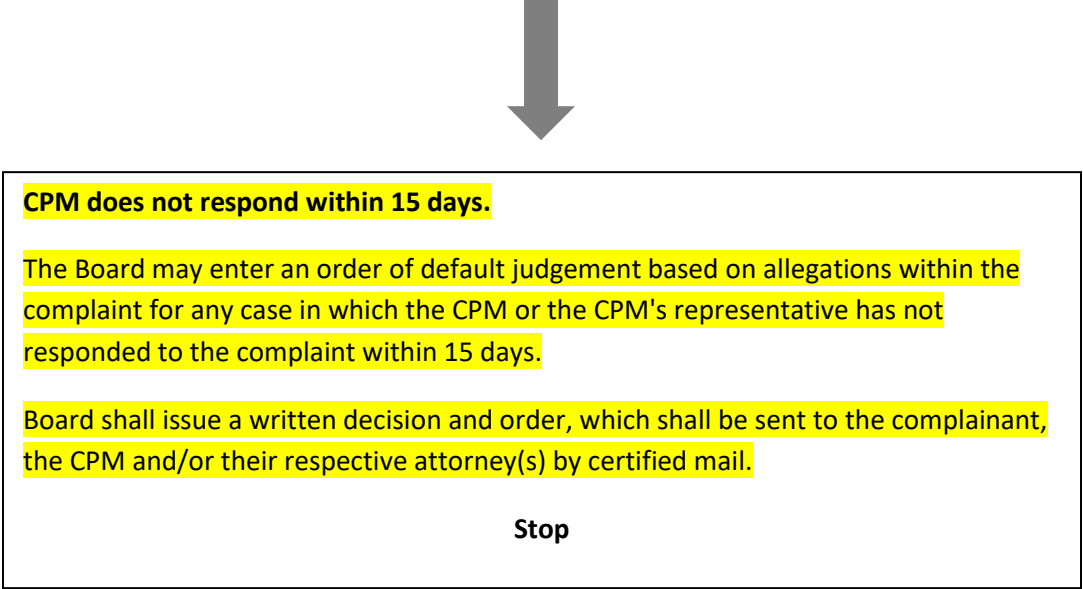 CPM does not respond within 15 days.
The Board may enter an order of default judgement based on allegations within the
complaint for any case in which the CPM or the CPM's representative has not
responded to the complaint within 15 days.
Board shall issue a written decision and order, which shall be sent to the complainant,
the CPM and/or their respective attorney(s) by certified mail.
Stop